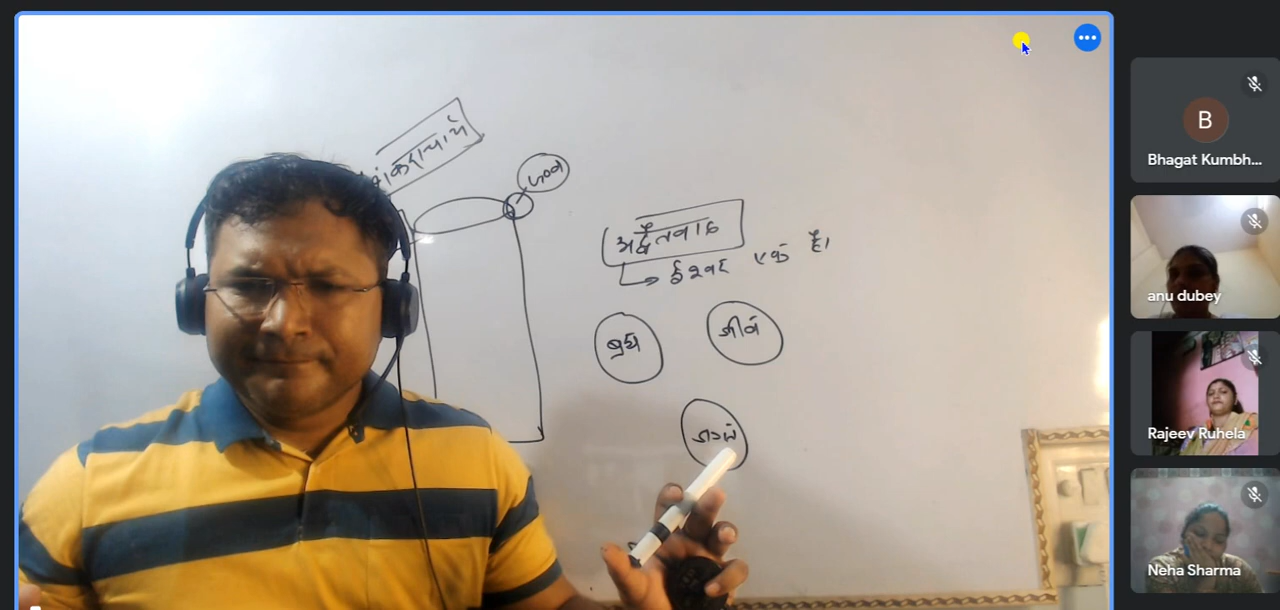 शंकराचार्य
अद्वैतवाद
ईश्वर एक है।
ब्रह्म
जीव
जगत
B
Bhagat Kumbh...
anu dubey
Rajeev Ruhela
Neha Sharma